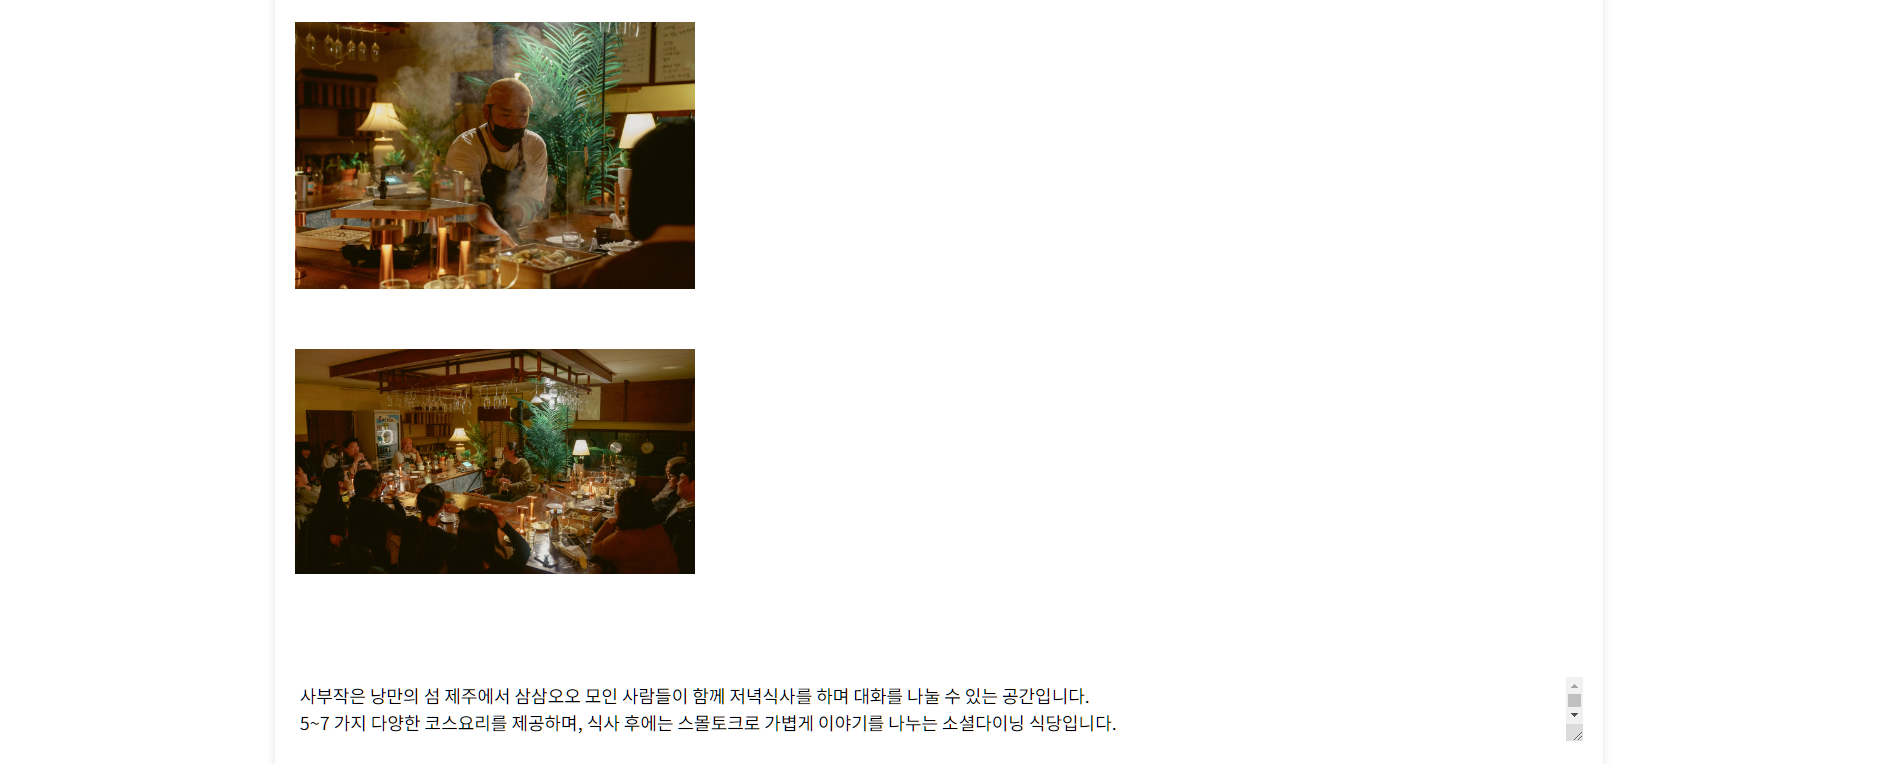 사부작은 낭만의 섬 제주에서 삼삼오오 모인 사람들이 함께 저녁식사를 하며 대화를 나눌 수 있는 공간입니다.
5~7 가지 다양한 코스요리를 제공하며, 식사 후에는 스몰토크로 가볍게 이야기를 나누는 소셜다이닝 식당입니다.